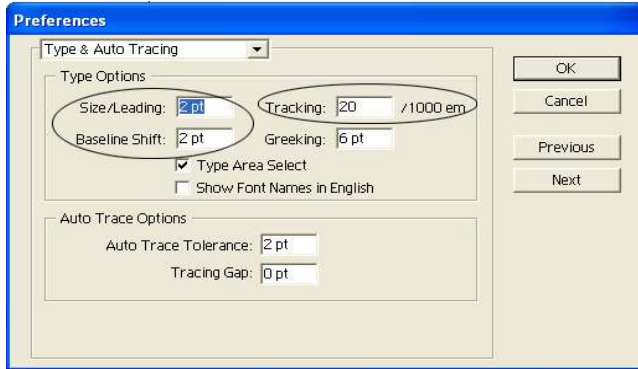 Preferences
Type & Auto Tracing
OK
Type Options
Size/Leading: 2 pt Tracking: 20 /1000 em
Cancel
Baseline Shift: 2 pt Greeking: 6 pt
Previous
Type Area Select
Next
Show Font Names in English
Auto Trace Options
Auto Trace Tolerance: 2 pt
Tracing Gap: 0 pt